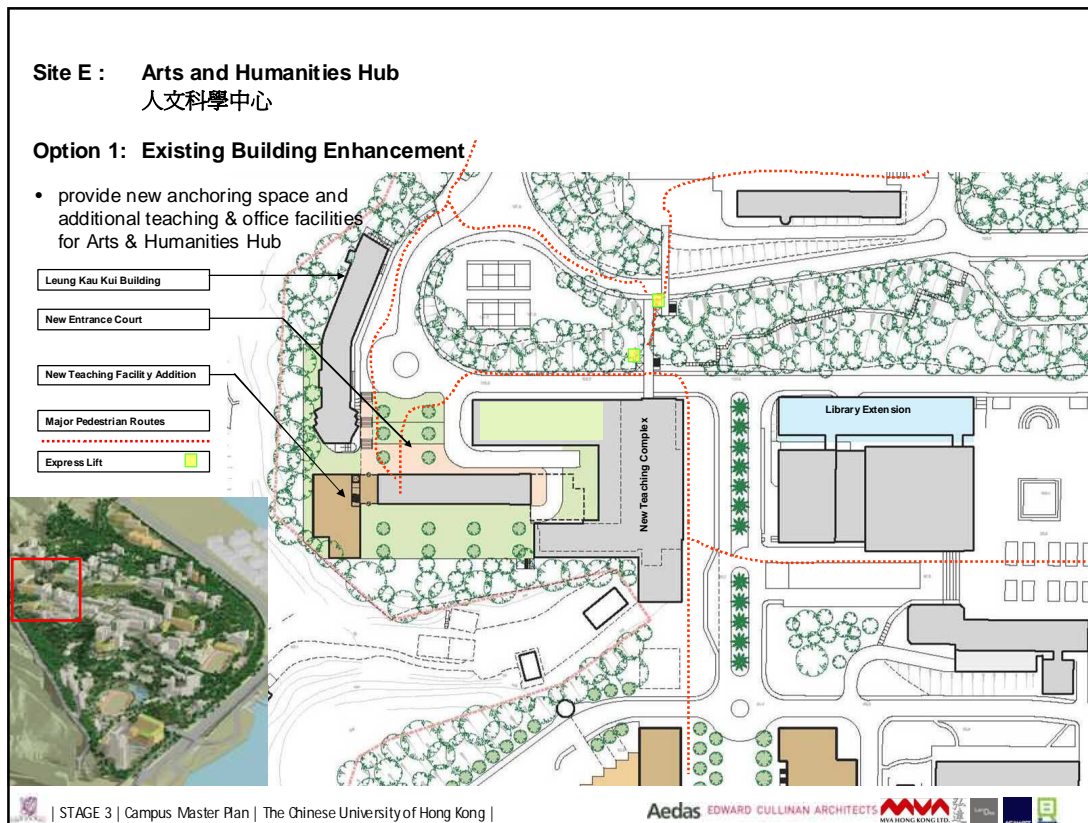 Site E : Arts and Humanities Hub
人文科學中心
Option 1: Existing Building Enhancement
• provide new anchoring space and
additional teaching & office facilities
for Arts & Humanities Hub
Leung Kau Kui Building
New Entrance Court
New Teaching Facility Addition
Major Pedestrian Routes
Express Lift
New Teaching Complex
Library Extension
| STAGE 3 | Campus Master Plan | The Chinese University of Hong Kong |
Aedas EDWARD CULLINAN ARCHITECTS MVA
MVA HONG KONG LTD.
弘達